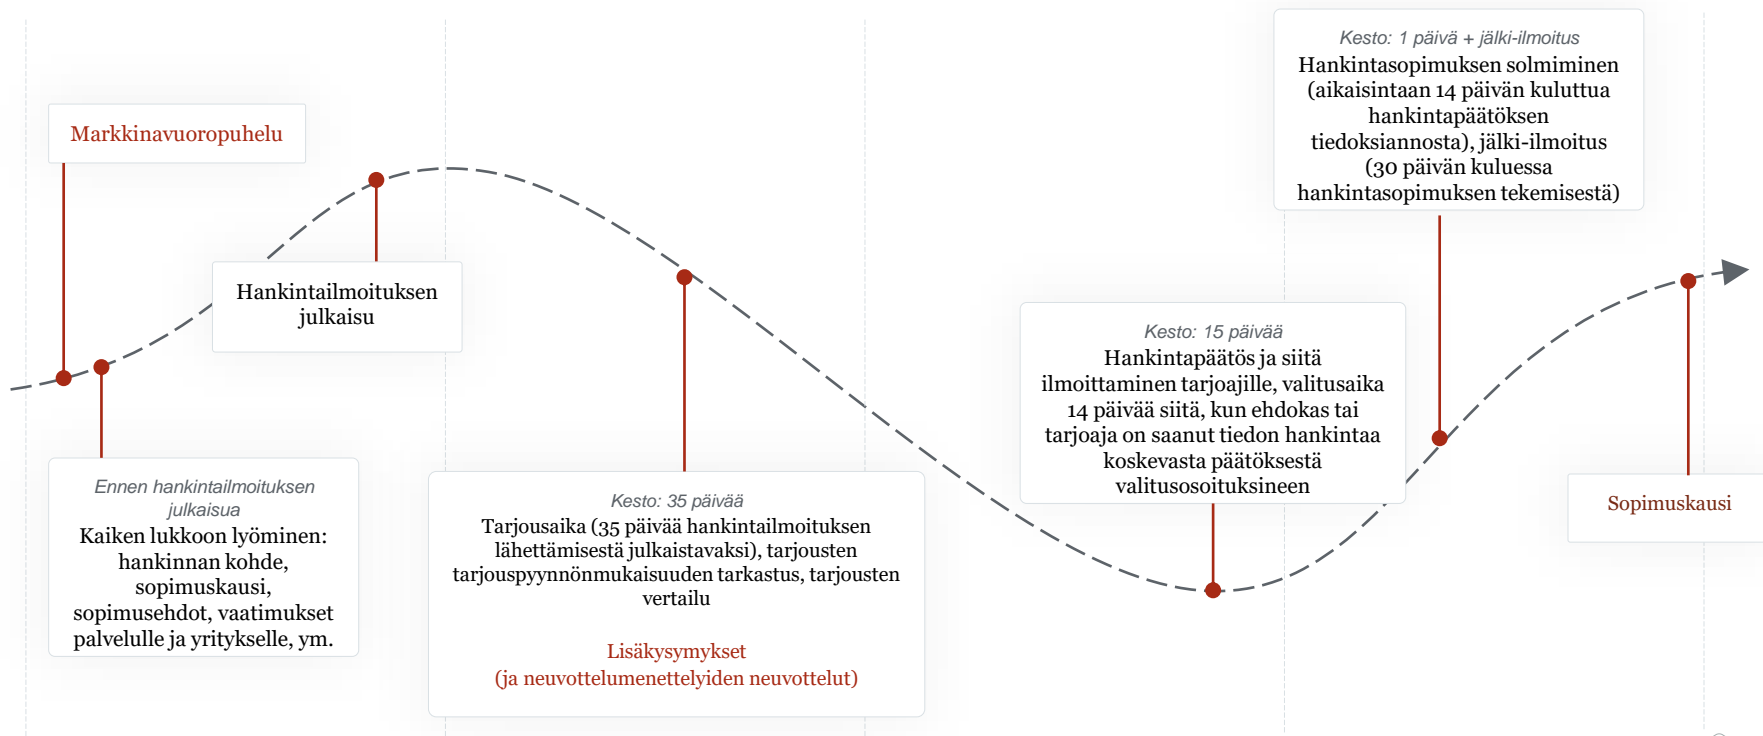 Markkinavuoropuhelu
Ennen hankintailmoituksen
julkaisua
Kaiken lukkoon lyöminen:
hankinnan kohde,
sopimuskausi,
sopimusehdot, vaatimukset
palvelulle ja yritykselle, ym.
Hankintailmoituksen
julkaisu
Kesto: 35 päivää
Tarjousaika (35 päivää hankintailmoituksen
lähettämisestä julkaistavaksi), tarjousten
tarjouspyynnönmukaisuuden tarkastus, tarjousten
vertailu
Lisäkysymykset
(ja neuvottelumenettelyiden neuvottelut)
Kesto: 15 päivää
Hankintapäätös ja siitä
ilmoittaminen tarjoajille, valitusaika
14 päivää siitä, kun ehdokas tai
tarjoaja on saanut tiedon hankintaa
koskevasta päätöksestä
valitusosoituksineen
Kesto: 1 päivä + jälki-ilmoitus
Hankintasopimuksen solmiminen
(aikaisintaan 14 päivän kuluttua
hankintapäätöksen
tiedoksiannosta), jälki-ilmoitus
(30 päivän kuluessa
hankintasopimuksen tekemisestä)
Sopimuskausi